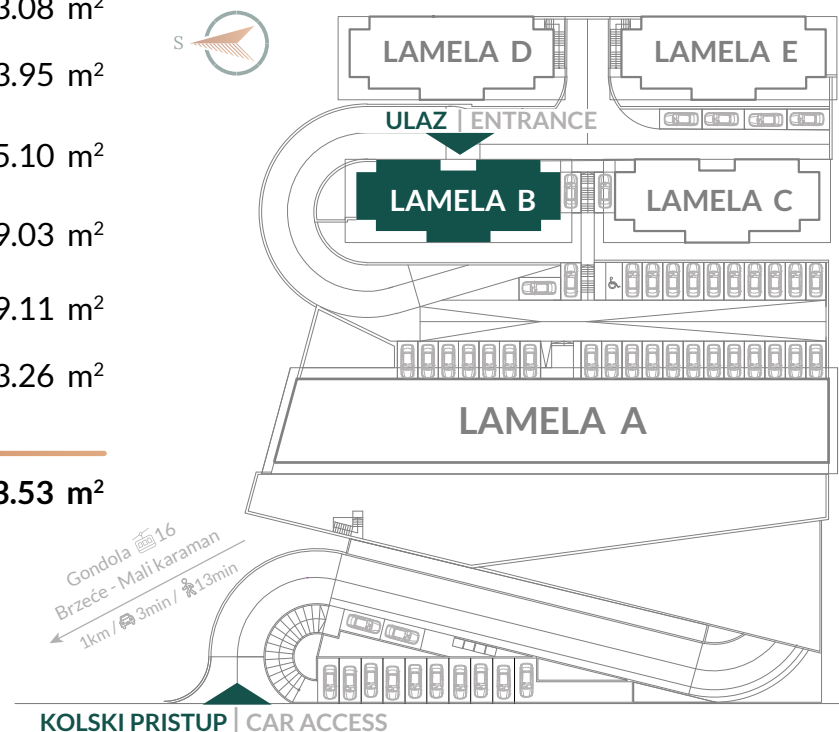 3.08 m²
3.95 m²
5.10 m²
9.03 m²
9.11 m²
3.26 m²
3.53 m²
S
LAMELA D
LAMELA E
ULAZ | ENTRANCE
LAMELA B
LAMELA C
LAMELA A
Gondola 16
Brzeće - Mali karaman
1km / 3min / 13min
KOLSKI PRISTUP | CAR ACCESS